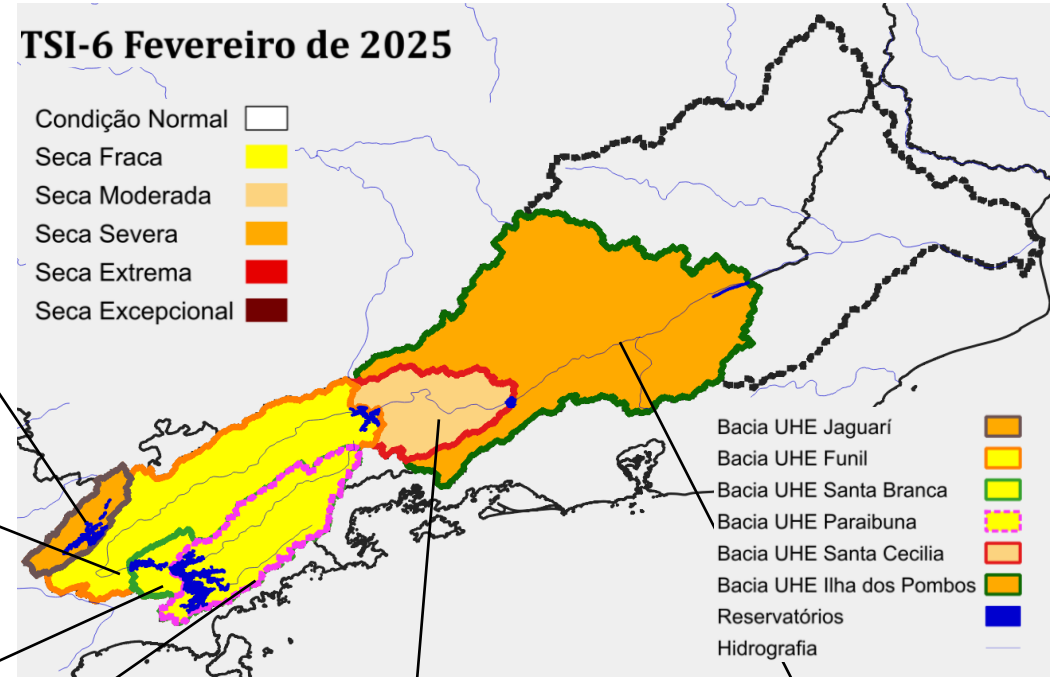 TSI-6 Fevereiro de 2025
Condição Normal
Seca Fraca
Seca Moderada
Seca Severa
Seca Extrema
Seca Excepcional
Bacia UHE Jaguarí
Bacia UHE Funil
Bacia UHE Santa Branca
Bacia UHE Paraibuna
Bacia UHE Santa Cecilia
Bacia UHE Ilha dos Pombos
Reservatórios
Hidrografia